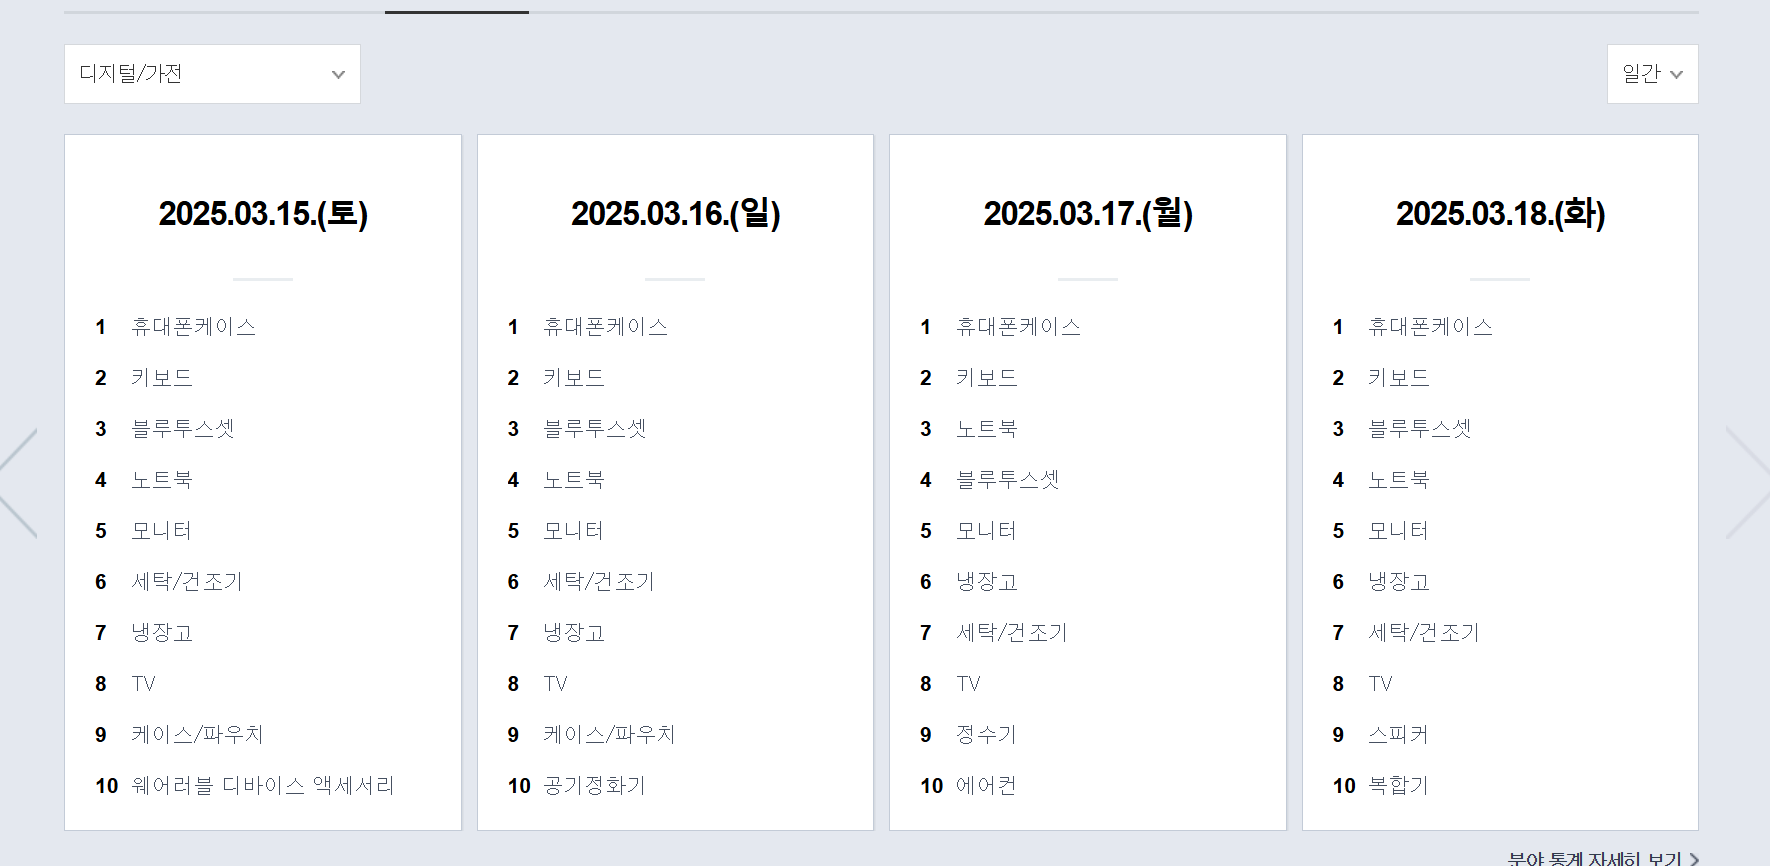 디지털/가전
일간
2025.03.15.(토)
1 휴대폰케이스
2 키보드
3 블루투스셋
4 노트북
5 모니터
6 세탁/건조기
7 냉장고
8 TV
9 케이스/파우치
10 웨어러블 디바이스 액세서리
2025.03.16.(일)
1 휴대폰케이스
2 키보드
3 블루투스셋
4 노트북
5 모니터
6 세탁/건조기
7 냉장고
8 TV
9 케이스/파우치
10 공기정화기
2025.03.17.(월)
1 휴대폰케이스
2 키보드
3 노트북
4 블루투스셋
5 모니터
6 냉장고
7 세탁/건조기
8 TV
9 정수기
10 에어컨
2025.03.18.(화)
1 휴대폰케이스
2 키보드
3 블루투스셋
4 노트북
5 모니터
6 냉장고
7 세탁/건조기
8 TV
9 스피커
10 복합기
분야 통계 자세히 보기